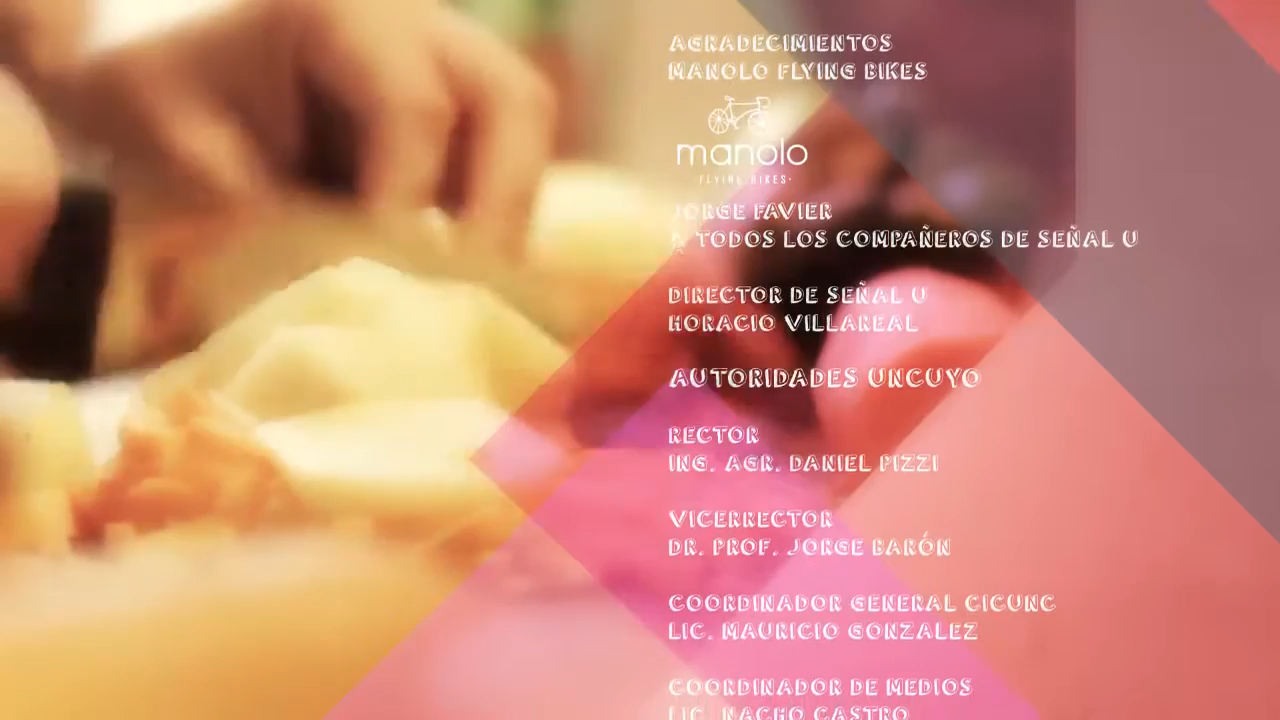 AGRADECIMIENTOS
MANOLO FLYING BIKES
manolo
·FLYING BIKES·
JORGE FAVIER
A TODOS LOS COMPAÑEROS DE SEÑAL U
DIRECTOR DE SEÑAL U
HORACIO VILLAREAL
AUTORIDADES UNCUYO
RECTOR
ING. AGR. DANIEL PIZZI
VICERRECTOR
DR. PROF. JORGE BARÓN
COORDINADOR GENERAL CICUNC
LIC. MAURICIO GONZALEZ
COORDINADOR DE MEDIOS
LIC. NACHO CASTRO